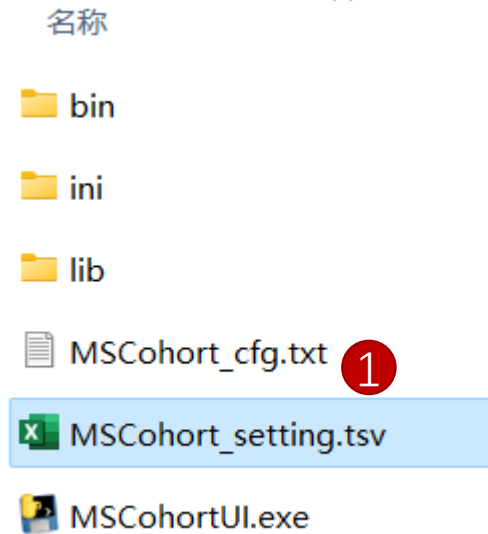 名称
bin
ini
lib
MSCohort_cfg.txt
1
MSCohort_setting.tsv
MSCohortUI.exe